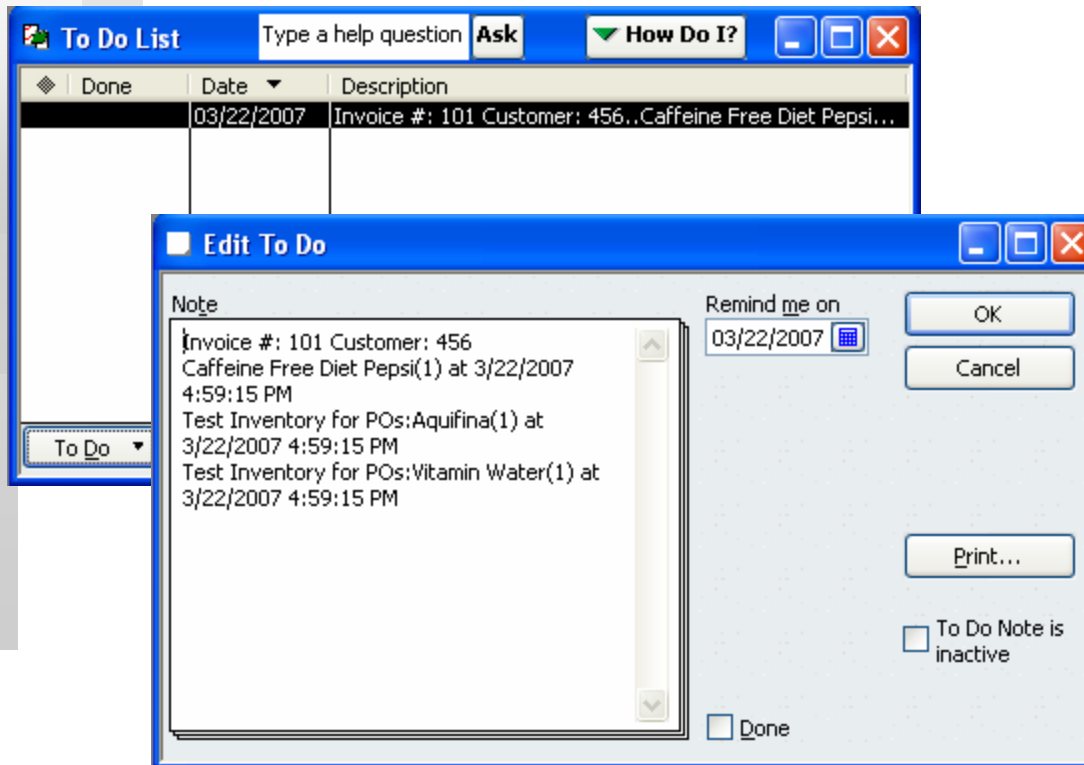 To Do List
Type a help question
Ask
How Do I?
Done
Date
Description
03/22/2007
Invoice #: 101 Customer: 456..Caffeine Free Diet Pepsi...
To Do
Edit To Do
Note
Invoice #: 101 Customer: 456
Caffeine Free Diet Pepsi(1) at 3/22/2007
4:59:15 PM
Test Inventory for POs:Aquifina(1) at
3/22/2007 4:59:15 PM
Test Inventory for POs:Vitamin Water(1) at
3/22/2007 4:59:15 PM
Remind me on
03/22/2007
OK
Cancel
Print...
To Do Note is
inactive
Done